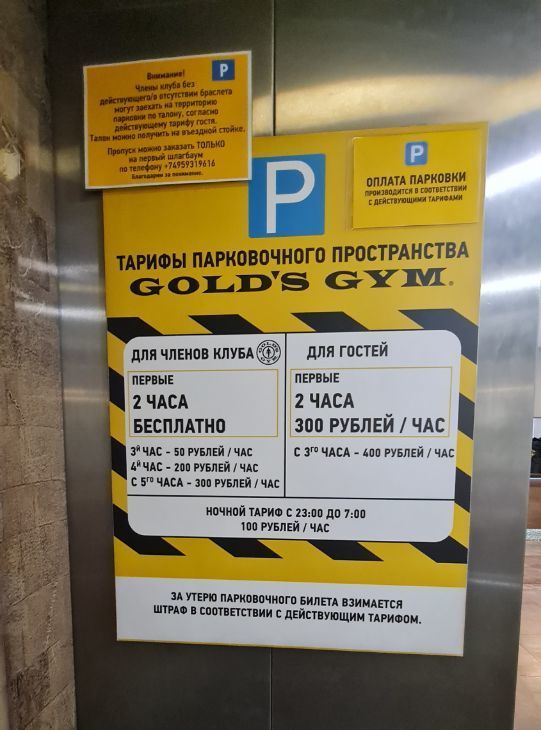 Внимание!
P
Члены клуба без
действующего/в отсутствии браслета
могут заехать на территорию
парковки по талону, согласно
действующему тарифу гостя.
Талон можно получить на въездной стойке.
Пропуск можно заказать ТОЛЬКО
на первый шлагбаум
по телефону +74959319616
Благодарим за понимание.
P
P
ОПЛАТА ПАРКОВКИ
ПРОИЗВОДИТСЯ В СООТВЕТСТВИИ
С ДЕЙСТВУЮЩИМИ ТАРИФАМИ
ТАРИФЫ ПАРКОВОЧНОГО ПРОСТРАНСТВА
GOLD'S GYM®
ДЛЯ ЧЛЕНОВ КЛУБА
ПЕРВЫЕ
2 ЧАСА
БЕСПЛАТНО
3Й ЧАС - 50 РУБЛЕЙ / ЧАС
4Й ЧАС - 200 РУБЛЕЙ / ЧАС
С 5ГО ЧАСА - 300 РУБЛЕЙ / ЧАС
ДЛЯ ГОСТЕЙ
ПЕРВЫЕ
2 ЧАСА
300 РУБЛЕЙ / ЧАС
С 3ГО ЧАСА - 400 РУБЛЕЙ / ЧАС
НОЧНОЙ ТАРИФ С 23:00 ДО 7:00
100 РУБЛЕЙ / ЧАС
ЗА УТЕРЮ ПАРКОВОЧНОГО БИЛЕТА ВЗИМАЕТСЯ
ШТРАФ В СООТВЕТСТВИИ С ДЕЙСТВУЮЩИМ ТАРИФОМ.